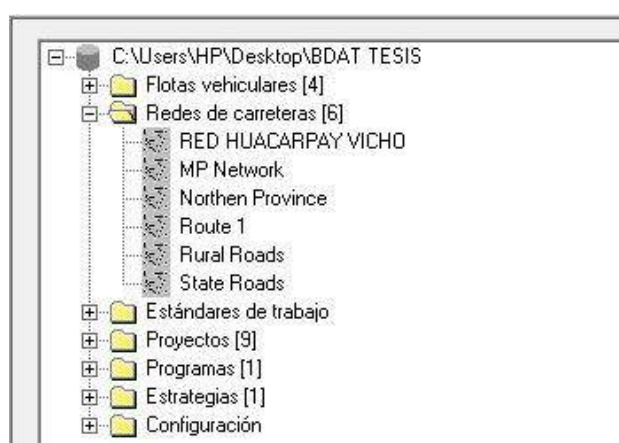 C:\Users\HP\Desktop\BDAT TESIS
Flotas vehiculares [4]
Redes de carreteras [6]
RED HUACARPAY VICHO
MP Network
Northen Province
Route 1
Rural Roads
State Roads
Estándares de trabajo
Proyectos [9]
Programas [1]
Estrategias [1]
Configuración